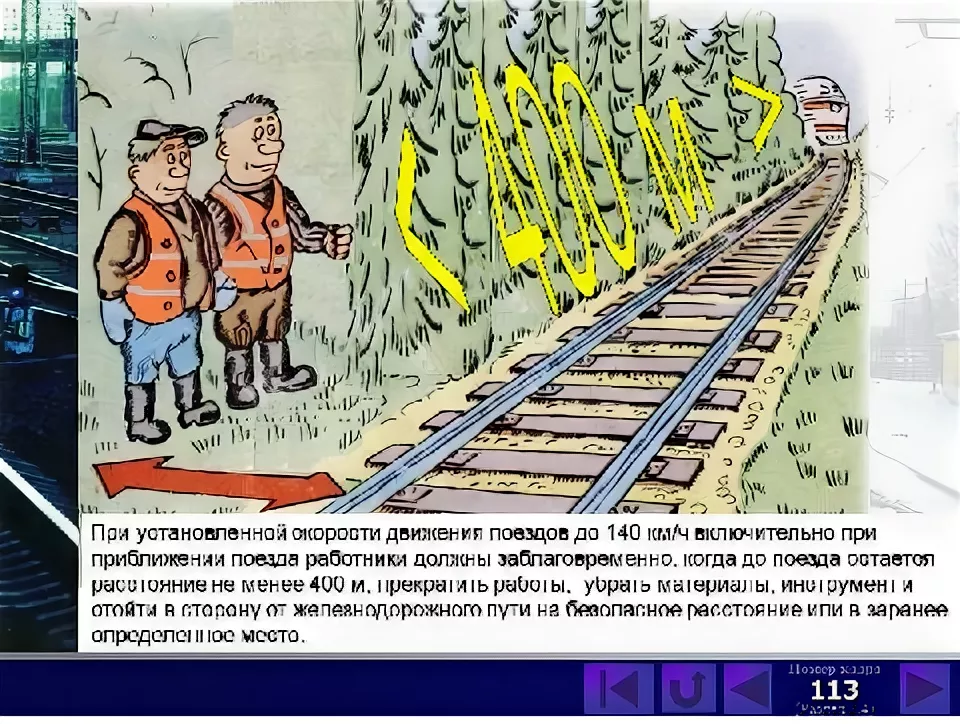 < 400 м >
При установленной скорости движения поездов до 140 км/ч включительно при
приближении поезда работники должны заблаговременно, когда до поезда остается
расстояние не менее 400 м, прекратить работы, убрать материалы, инструмент и
отойти в сторону от железнодорожного пути на безопасное расстояние или в заранее
определенное место.
Номер кадра
113